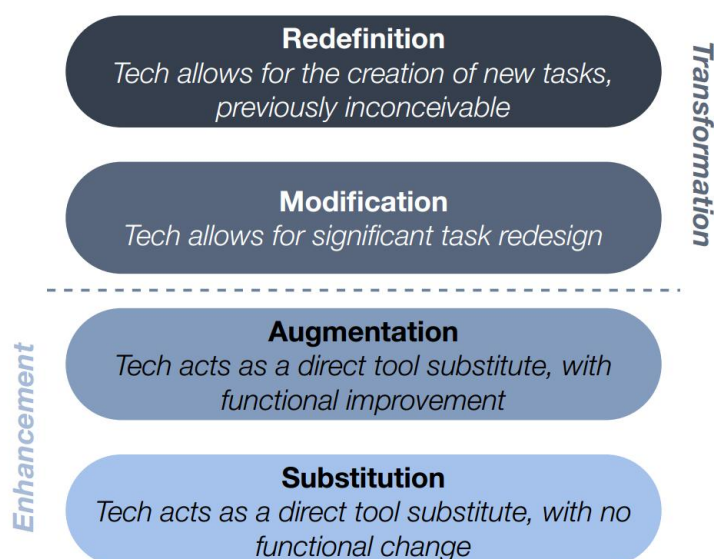 Redefinition
Tech allows for the creation of new tasks,
previously inconceivable
Transformation
Modification
Tech allows for significant task redesign
Augmentation
Tech acts as a direct tool substitute, with
functional improvement
Enhancement
Substitution
Tech acts as a direct tool substitute, with no
functional change